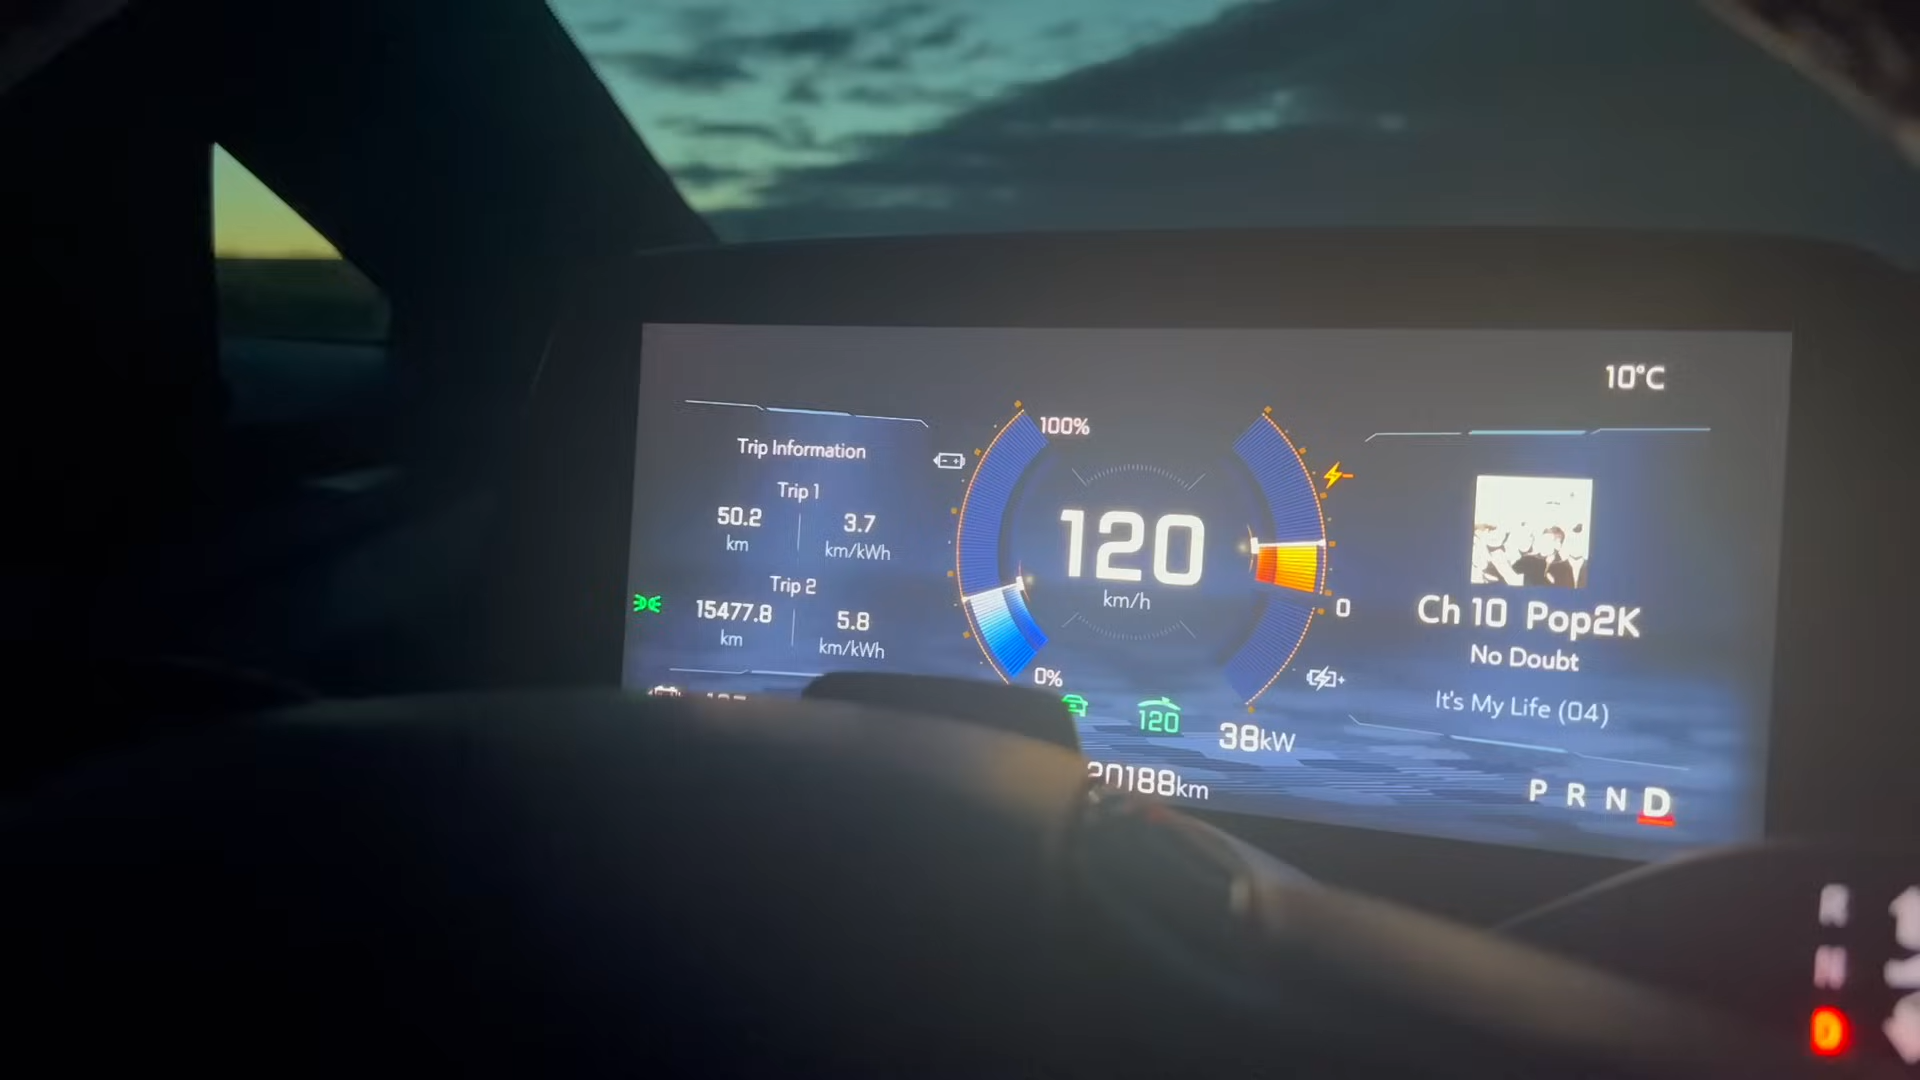 10°C
Trip Information
Trip 1
50.2
km
3.7
km/kWh
Trip 2
15477.8
km
5.8
km/kWh
100%
120
km/h
0%
0
120
38kW
20188km
Ch 10 Pop2K
No Doubt
It's My Life (04)
P R N D
R
N
D